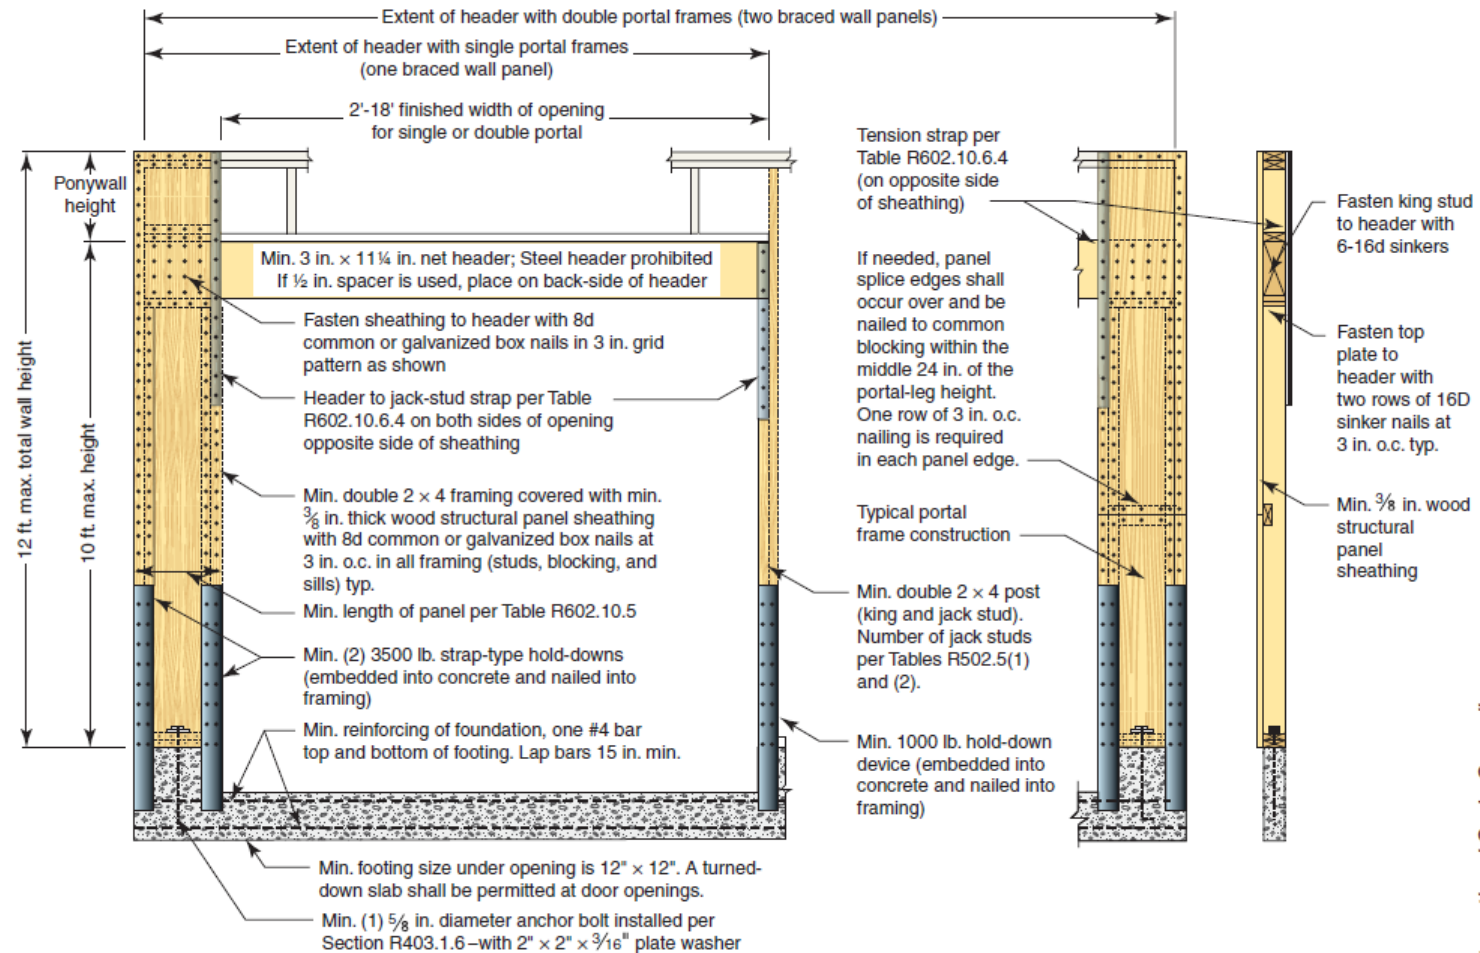 Extent of header with double portal frames (two braced wall panels)
Extent of header with single portal frames
(one braced wall panel)
2'-18' finished width of opening
for single or double portal
Ponywall
height
12 ft. max. total wall height
10 ft. max. height
Min. 3 in. × 11¼ in. net header; Steel header prohibited
If ½ in. spacer is used, place on back-side of header
Fasten sheathing to header with 8d
common or galvanized box nails in 3 in. grid
pattern as shown
Header to jack-stud strap per Table
R602.10.6.4 on both sides of opening
opposite side of sheathing
Min. double 2 × 4 framing covered with min.
⅜ in. thick wood structural panel sheathing
with 8d common or galvanized box nails at
3 in. o.c. in all framing (studs, blocking, and
sills) typ.
Min. length of panel per Table R602.10.5
Min. (2) 3500 lb. strap-type hold-downs
(embedded into concrete and nailed into
framing)
Min. reinforcing of foundation, one #4 bar
top and bottom of footing. Lap bars 15 in. min.
Min. footing size under opening is 12" × 12". A turned-
down slab shall be permitted at door openings.
Min. (1) ⅝ in. diameter anchor bolt installed per
Section R403.1.6–with 2" × 2" × 3/16" plate washer
Tension strap per
Table R602.10.6.4
(on opposite side
of sheathing)
If needed, panel
splice edges shall
occur over and be
nailed to common
blocking within the
middle 24 in. of the
portal-leg height.
One row of 3 in. o.c.
nailing is required
in each panel edge.
Typical portal
frame construction
Min. double 2 × 4 post
(king and jack stud).
Number of jack studs
per Tables R502.5(1)
and (2).
Min. 1000 lb. hold-down
device (embedded into
concrete and nailed into
framing)
Fasten king stud
to header with
6-16d sinkers
Fasten top
plate to
header with
two rows of 16D
sinker nails at
3 in. o.c. typ.
Min. ⅜ in. wood
structural
panel
sheathing